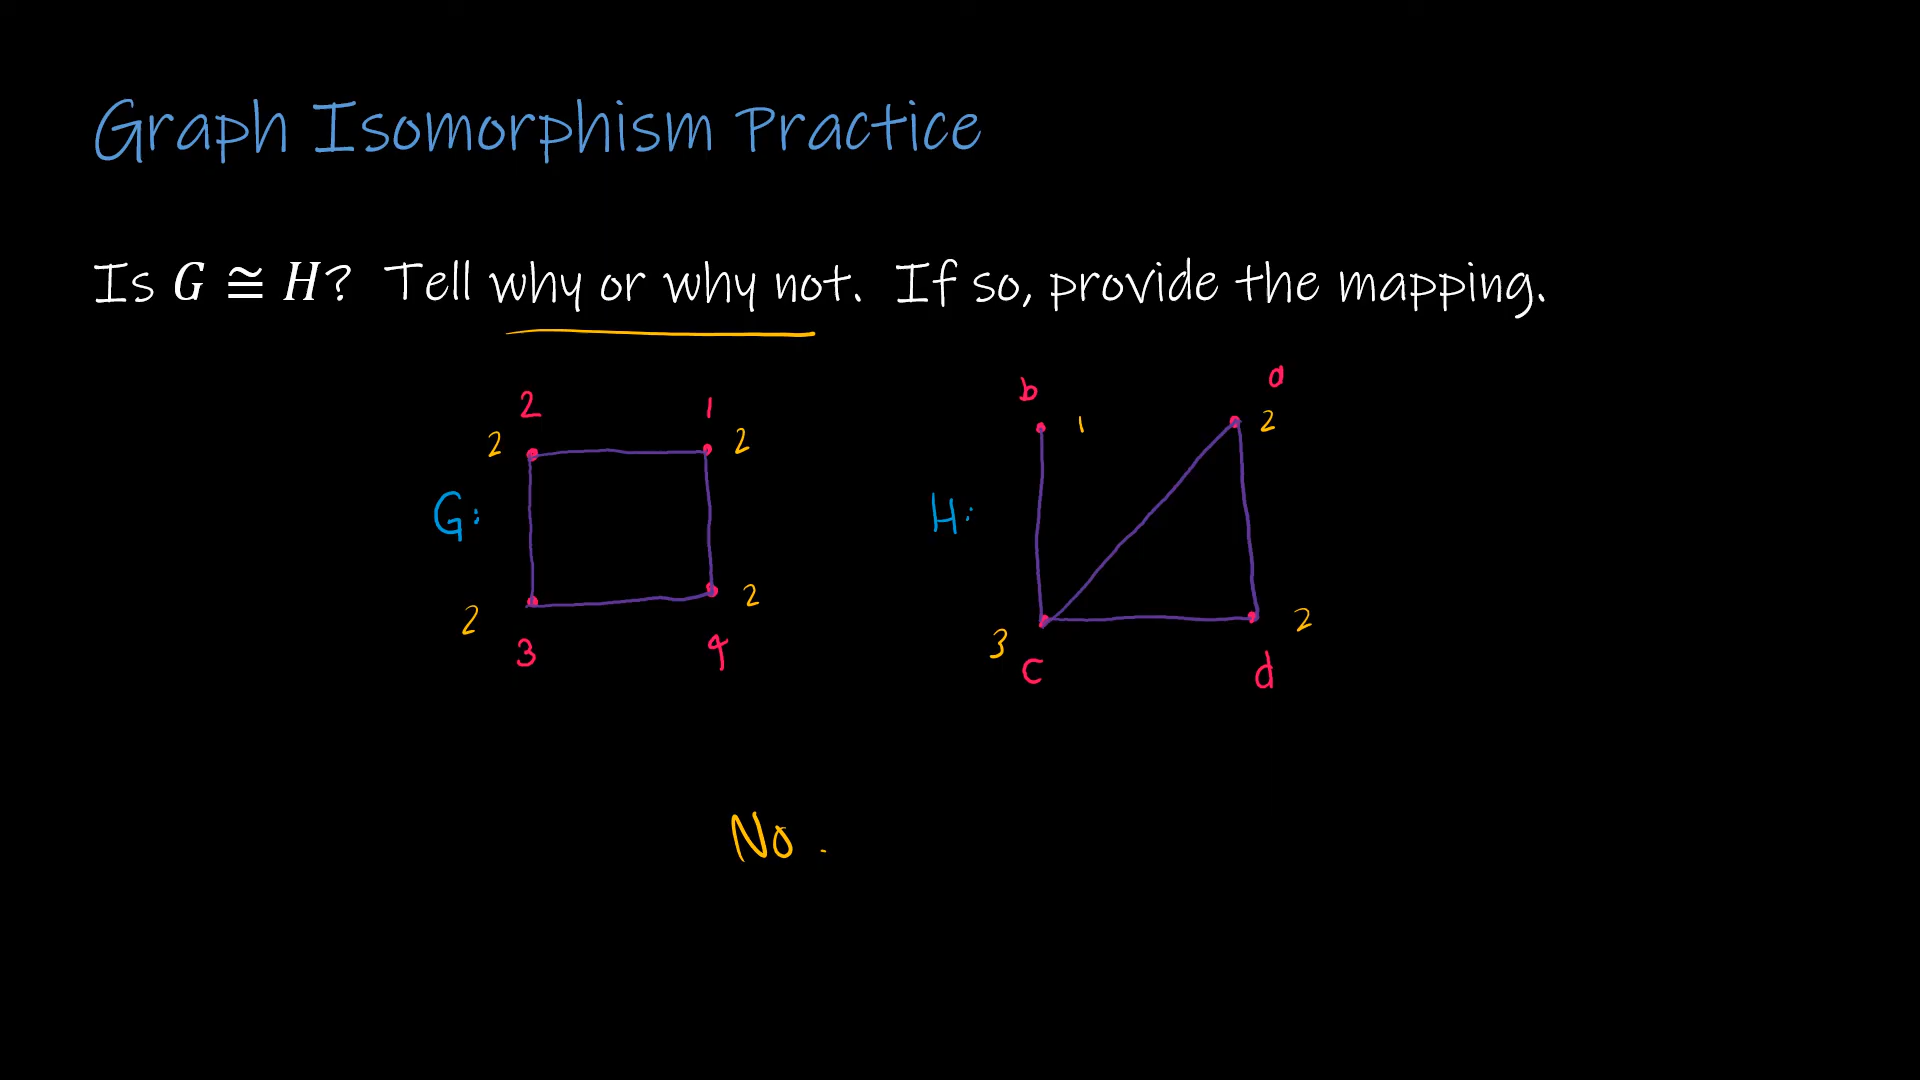 Graph Isomorphism Practice
Is G ≅ H? Tell why or why not. If so, provide the mapping.
2 1
2 2
G:
2 2
3 4
b a
1 2
H:
3 2
c d
No.